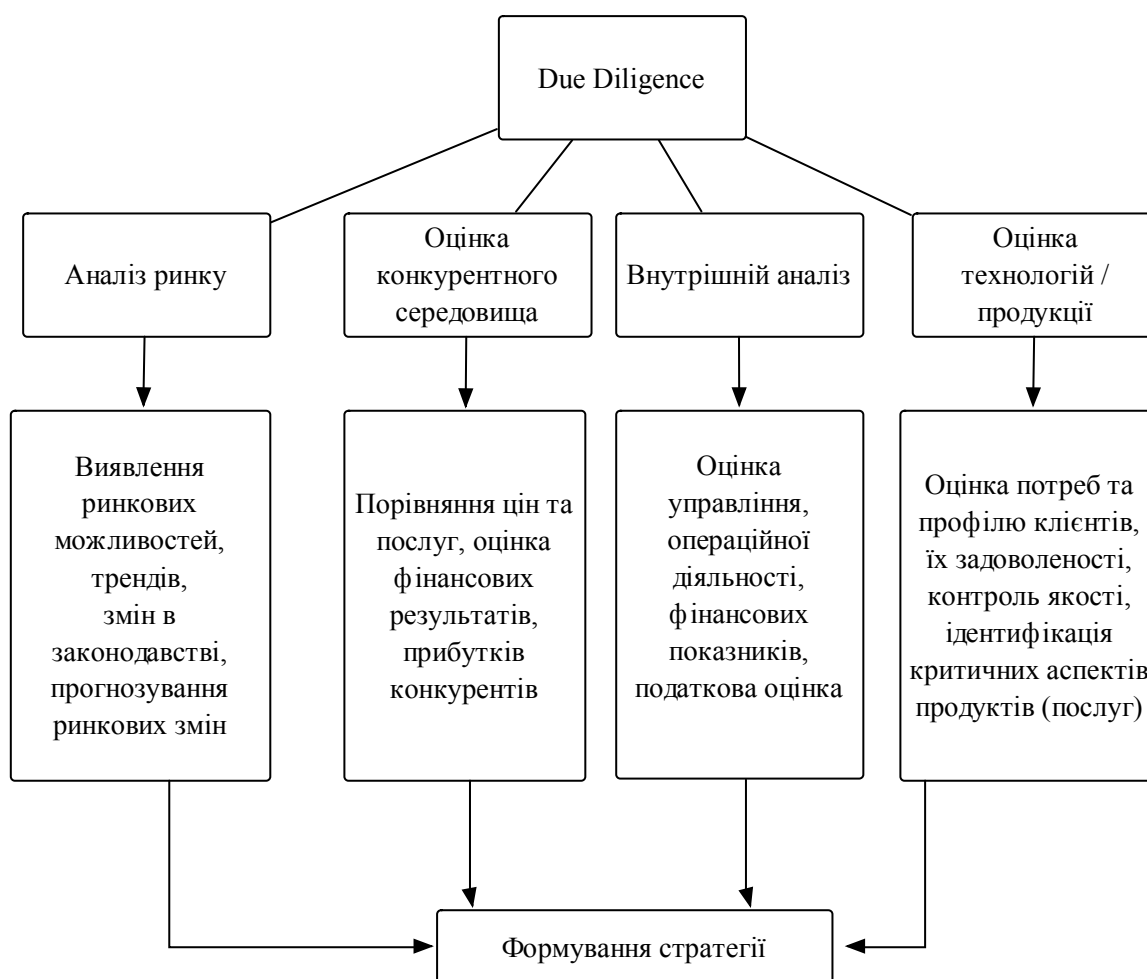 Due Diligence
Аналіз ринку
Оцінка
конкурентного
середовища
Внутрішній аналіз
Оцінка
технологій /
продукції
Виявлення
ринкових
можливостей,
трендів,
змін в
законодавстві,
прогнозування
ринкових змін
Порівняння цін та
послуг, оцінка
фінансових
результатів,
прибутків
конкурентів
Оцінка
управління,
операційної
діяльності,
фінансових
показників,
податкова оцінка
Оцінка потреб та
профілю клієнтів,
їх задоволеності,
контроль якості,
ідентифікація
критичних аспектів
продуктів (послуг)
Формування стратегії